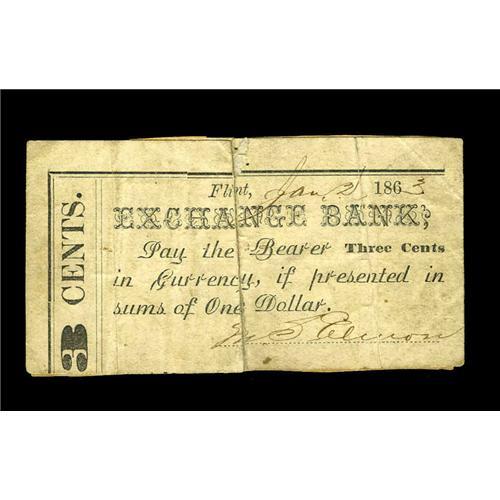 3 CENTS.
Flint, Jan 2 1863
EXCHANGE BANK;
Pay the Bearer Three Cents
in Currency, if presented in
sums of One Dollar.